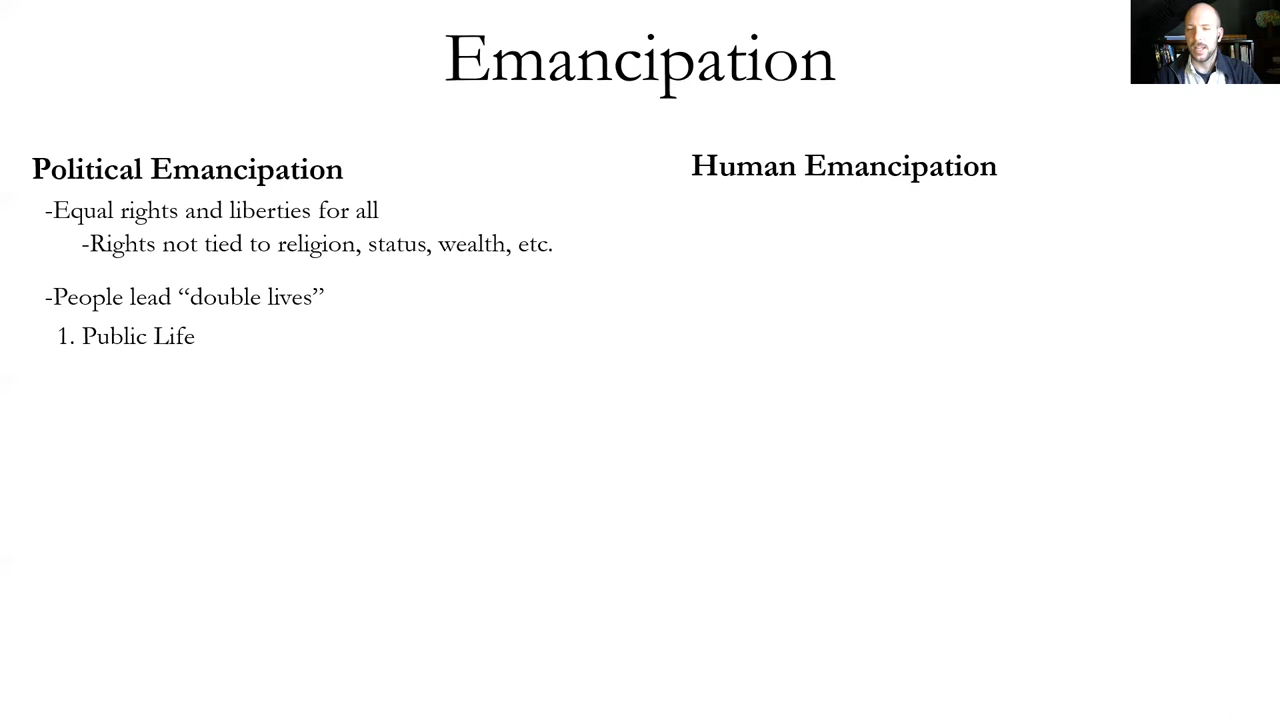 Emancipation
Political Emancipation
-Equal rights and liberties for all
-Rights not tied to religion, status, wealth, etc.
-People lead “double lives”
1. Public Life
Human Emancipation